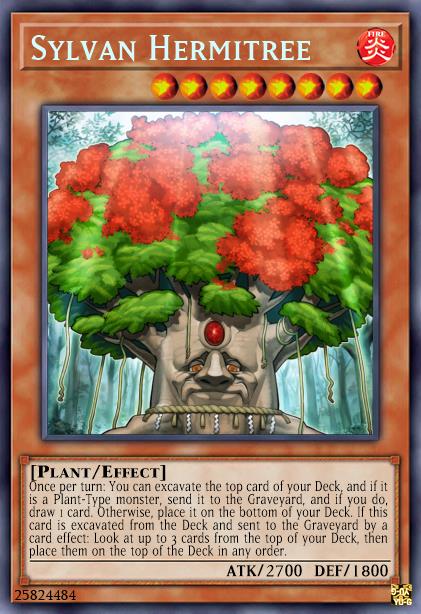 SYLVAN HERMITREE
FIRE
炎
[PLANT/EFFECT]
Once per turn: You can excavate the top card of your Deck, and if it
is a Plant-Type monster, send it to the Graveyard, and if you do,
draw 1 card. Otherwise, place it on the bottom of your Deck. If this
card is excavated from the Deck and sent to the Graveyard by a
card effect: Look at up to 3 cards from the top of your Deck, then
place them on the top of the Deck in any order.
ATK/2700 DEF/1800
25824484